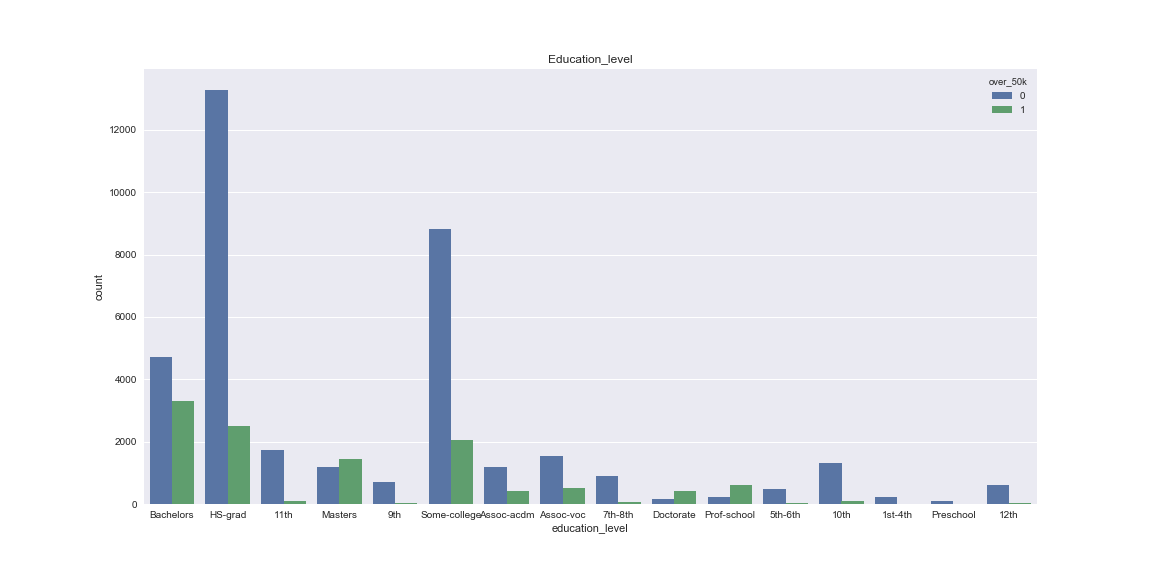 Education_level
over_50k
0
1
12000
10000
8000
6000
4000
2000
0
count
Bachelors HS-grad 11th Masters 9th Some-college Assoc-acdm Assoc-voc 7th-8th Doctorate Prof-school 5th-6th 10th 1st-4th Preschool 12th
education_level